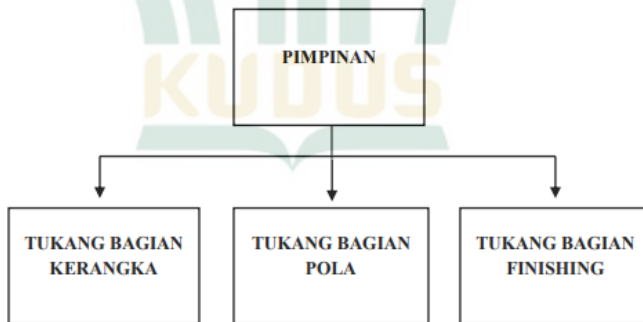 KUDUS
PIMPINAN
TUKANG BAGIAN
KERANGKA
TUKANG BAGIAN
POLA
TUKANG BAGIAN
FINISHING